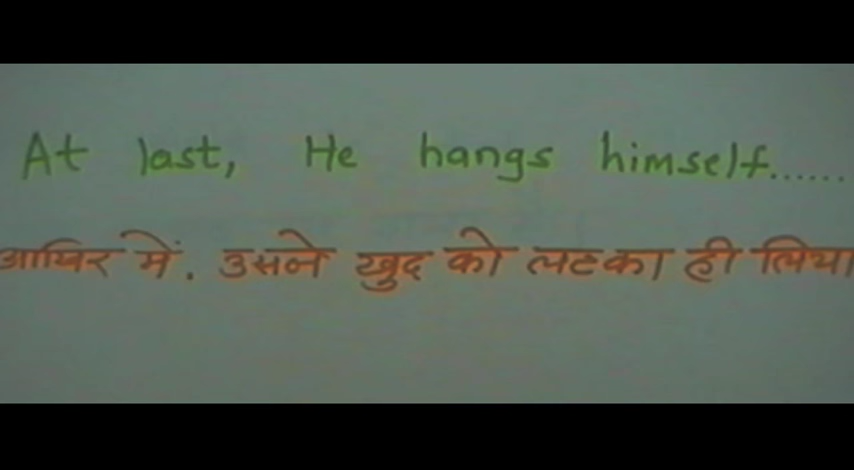 At last, He hangs himself......
आखिर में. उसने खुद को लटका ही लिया